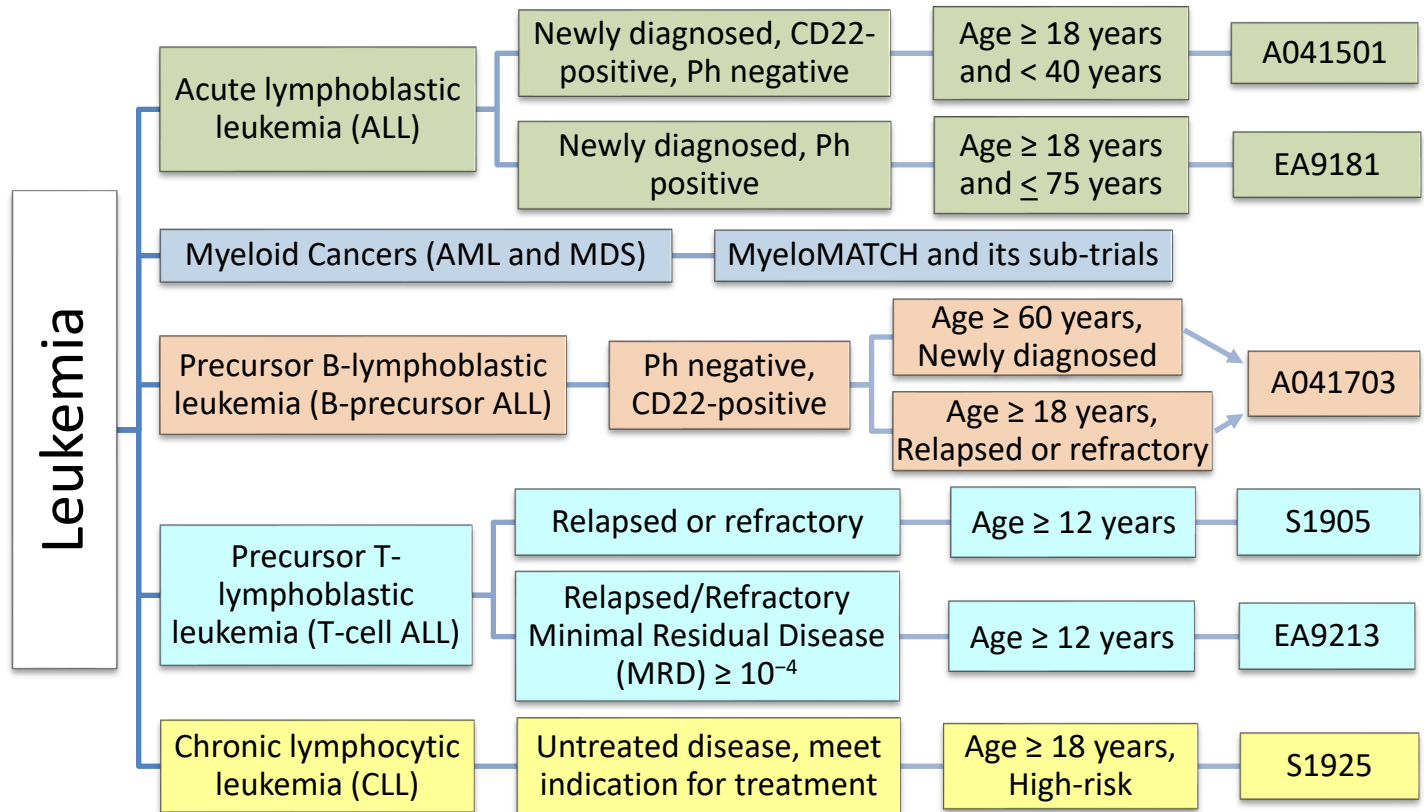 Leukemia
Acute lymphoblastic
leukemia (ALL)
Newly diagnosed, CD22-
positive, Ph negative
Age ≥ 18 years
and < 40 years
A041501
Newly diagnosed, Ph
positive
Age ≥ 18 years
and ≤ 75 years
EA9181
Myeloid Cancers (AML and MDS)
MyeloMATCH and its sub-trials
Precursor B-lymphoblastic
leukemia (B-precursor ALL)
Ph negative,
CD22-positive
Age ≥ 60 years,
Newly diagnosed
Age ≥ 18 years,
Relapsed or refractory
A041703
Precursor T-
lymphoblastic
leukemia (T-cell ALL)
Relapsed or refractory
Age ≥ 12 years
S1905
Relapsed/Refractory
Minimal Residual Disease
(MRD) ≥ 10⁻⁴
Age ≥ 12 years
EA9213
Chronic lymphocytic
leukemia (CLL)
Untreated disease, meet
indication for treatment
Age ≥ 18 years,
High-risk
S1925